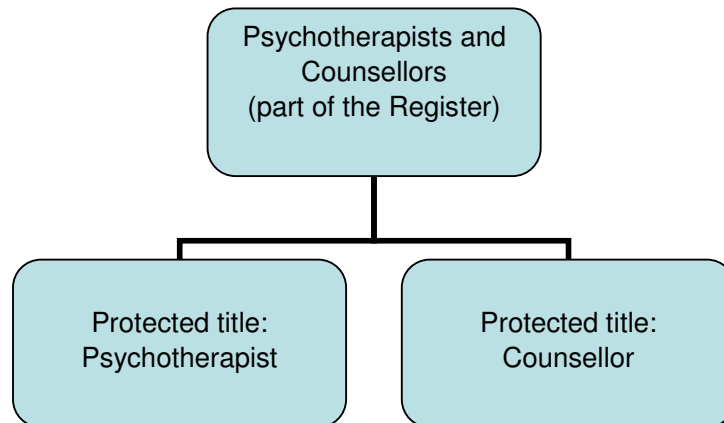 Psychotherapists and
Counsellors
(part of the Register)
Protected title:
Psychotherapist
Protected title:
Counsellor